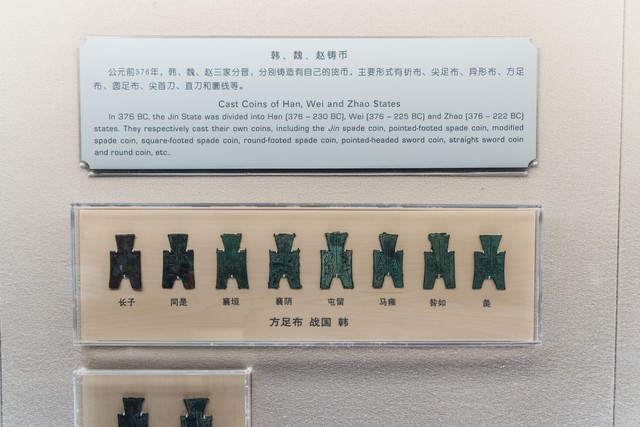 韩、魏、赵铸币
公元前376年，韩、魏、赵三家分晋，分别铸造有自己的货币，主要形式有釿布、尖足布、异形布、方足
布、圆足布、尖首刀、直刀和圜钱等。
Cast Coins of Han, Wei and Zhao States
In 376 BC, the Jin State was divided into Han (376 – 230 BC), Wei (376 – 225 BC) and Zhao (376 – 222 BC)
states. They respectively cast their own coins, including the Jin spade coin, pointed-footed spade coin, modified
spade coin, square-footed spade coin, round-footed spade coin, pointed-headed sword coin, straight sword coin
and round coin, etc..
长子 同是 襄垣 襄阴 屯留 马雍 咎如
方足布 战国 韩